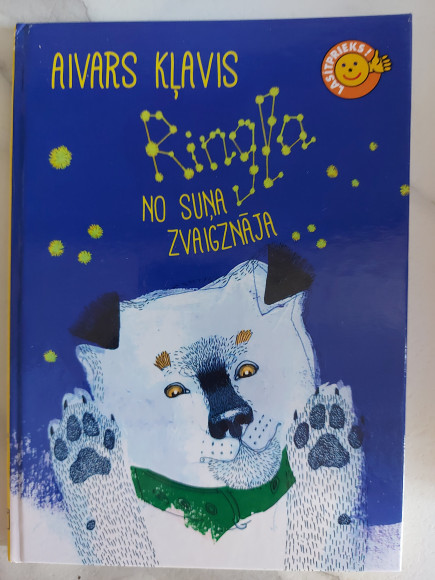 AIVARS KĻAVIS
LASĪTPRIEKS!
Ringla
NO SUŅA
ZVAIGZNĀJA